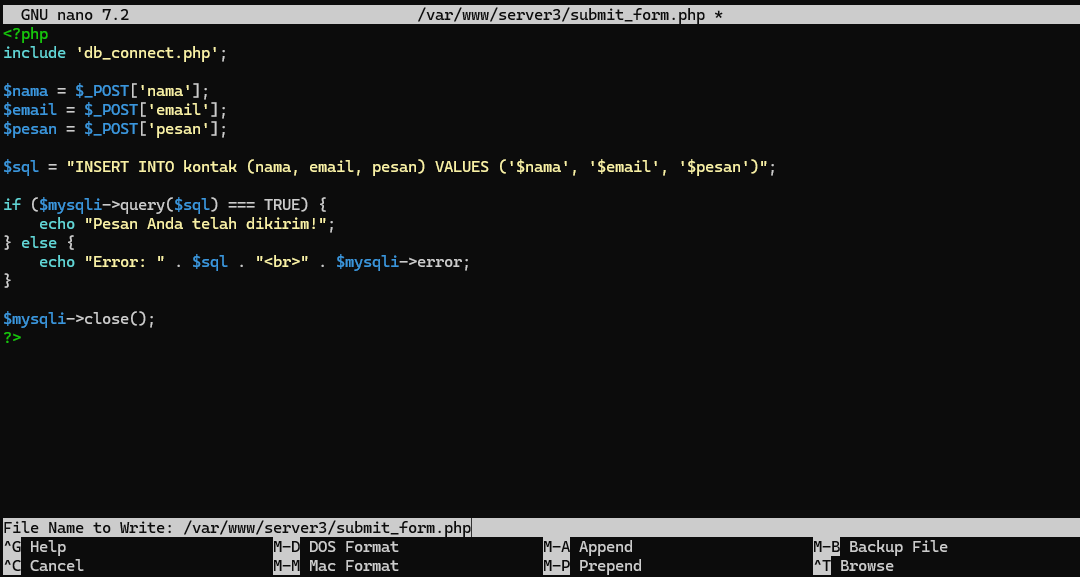 GNU nano 7.2 /var/www/server3/submit_form.php *
<?php
include 'db_connect.php';
$nama = $_POST['nama'];
$email = $_POST['email'];
$pesan = $_POST['pesan'];
$sql = "INSERT INTO kontak (nama, email, pesan) VALUES ('$nama', '$email', '$pesan')";
if ($mysqli->query($sql) === TRUE) {
    echo "Pesan Anda telah dikirim!";
} else {
    echo "Error: " . $sql . "<br>" . $mysqli->error;
}
$mysqli->close();
?>
File Name to Write: /var/www/server3/submit_form.php
^G Help M-D DOS Format M-A Append M-B Backup File
^C Cancel M-M Mac Format M-P Prepend ^T Browse